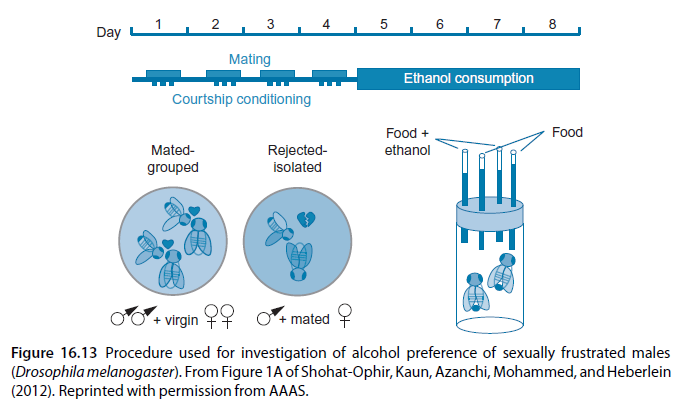 Day 1 2 3 4 5 6 7 8
Mating
Ethanol consumption
Courtship conditioning
Mated-
grouped
Rejected-
isolated
Food +
ethanol
Food
♂♂ + virgin ♀♀
♂ + mated ♀
Figure 16.13 Procedure used for investigation of alcohol preference of sexually frustrated males
(Drosophila melanogaster). From Figure 1A of Shohat-Ophir, Kaun, Azanchi, Mohammed, and Heberlein
(2012). Reprinted with permission from AAAS.